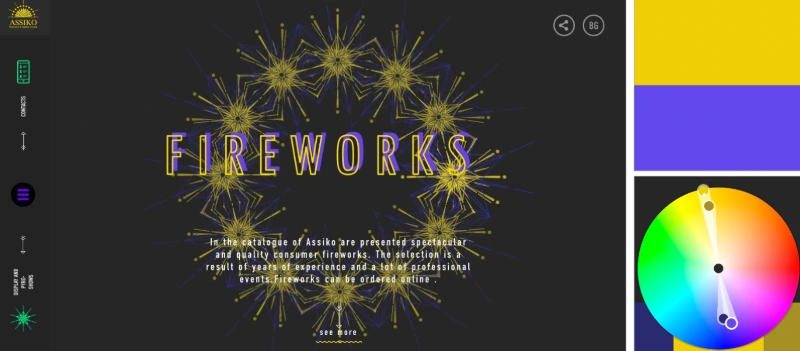 ASSIKO
BG
CONTACTS
FIREWORKS
In the catalogue of Assiko are presented spectacular
and quality consumer fireworks. The selection is a
result of years of experience and a lot of professional
events.Fireworks can be ordered online .
DISPLAY AND
PYRO
SHOWS
see more